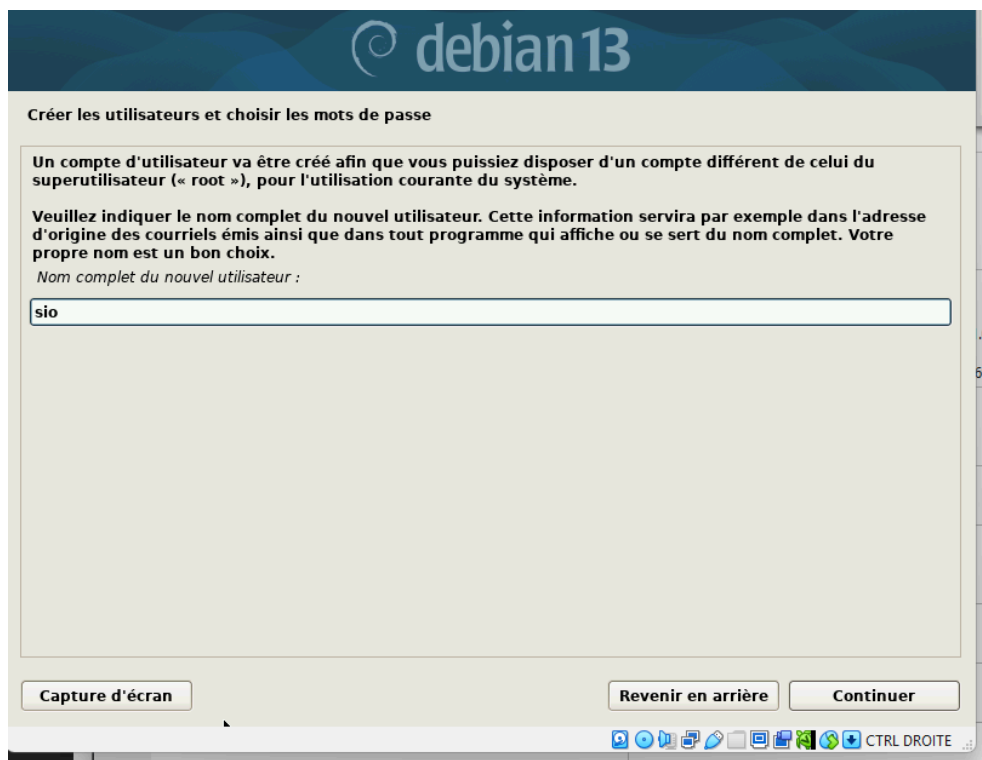 debian 13
Créer les utilisateurs et choisir les mots de passe
Un compte d'utilisateur va être créé afin que vous puissiez disposer d'un compte différent de celui du
superutilisateur (« root »), pour l'utilisation courante du système.
Veuillez indiquer le nom complet du nouvel utilisateur. Cette information servira par exemple dans l'adresse
d'origine des courriels émis ainsi que dans tout programme qui affiche ou se sert du nom complet. Votre
propre nom est un bon choix.
Nom complet du nouvel utilisateur :
sio
Capture d'écran
Revenir en arrière
Continuer
CTRL DROITE